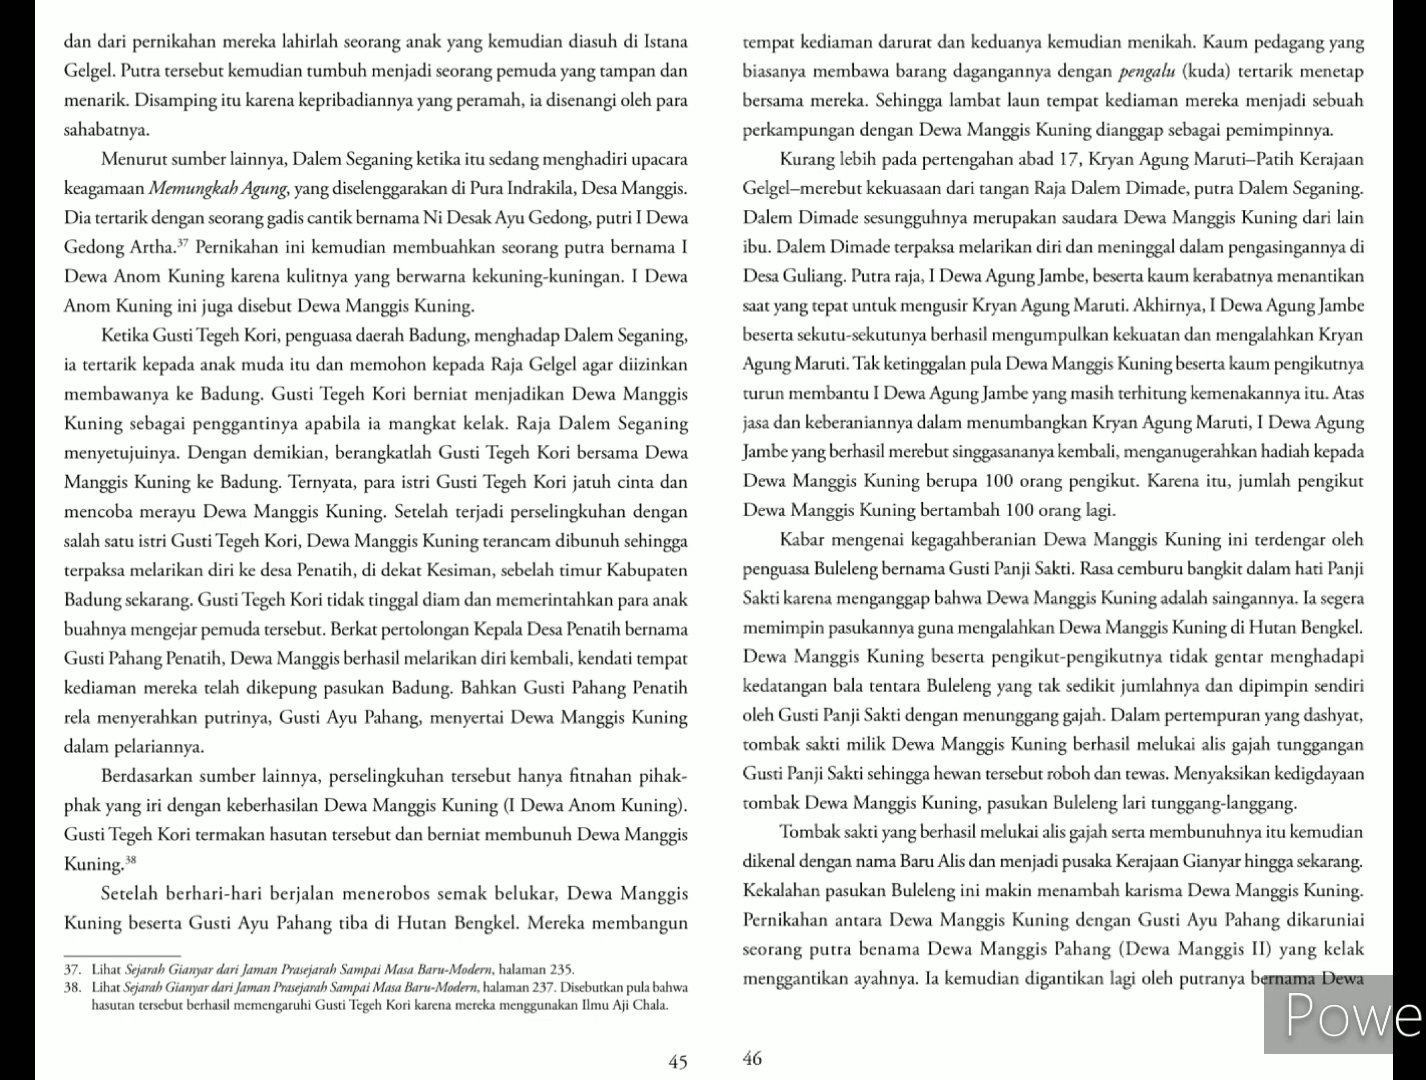 dan dari pernikahan mereka lahirlah seorang anak yang kemudian diasuh di Istana
Gelgel. Putra tersebut kemudian tumbuh menjadi seorang pemuda yang tampan dan
menarik. Disamping itu karena kepribadiannya yang peramah, ia disenangi oleh para
sahabatnya.
Menurut sumber lainnya, Dalem Seganing ketika itu sedang menghadiri upacara
keagamaan Memungkah Agung, yang diselenggarakan di Pura Indrakila, Desa Manggis.
Dia tertarik dengan seorang gadis cantik bernama Ni Desak Ayu Gedong, putri I Dewa
Gedong Artha.37 Pernikahan ini kemudian membuahkan seorang putra bernama I
Dewa Anom Kuning karena kulitnya yang berwarna kekuning-kuningan. I Dewa
Anom Kuning ini juga disebut Dewa Manggis Kuning.
Ketika Gusti Tegeh Kori, penguasa daerah Badung, menghadap Dalem Seganing,
ia tertarik kepada anak muda itu dan memohon kepada Raja Gelgel agar diizinkan
membawanya ke Badung. Gusti Tegeh Kori berniat menjadikan Dewa Manggis
Kuning sebagai penggantinya apabila ia mangkat kelak. Raja Dalem Seganing
menyetujuinya. Dengan demikian, berangkatlah Gusti Tegeh Kori bersama Dewa
Manggis Kuning ke Badung. Ternyata, para istri Gusti Tegeh Kori jatuh cinta dan
mencoba merayu Dewa Manggis Kuning. Setelah terjadi perselingkuhan dengan
salah satu istri Gusti Tegeh Kori, Dewa Manggis Kuning terancam dibunuh sehingga
terpaksa melarikan diri ke desa Penatih, di dekat Kesiman, sebelah timur Kabupaten
Badung sekarang. Gusti Tegeh Kori tidak tinggal diam dan memerintahkan para anak
buahnya mengejar pemuda tersebut. Berkat pertolongan Kepala Desa Penatih bernama
Gusti Pahang Penatih, Dewa Manggis berhasil melarikan diri kembali, kendati tempat
kediaman mereka telah dikepung pasukan Badung. Bahkan Gusti Pahang Penatih
rela menyerahkan putrinya, Gusti Ayu Pahang, menyertai Dewa Manggis Kuning
dalam pelariannya.
Berdasarkan sumber lainnya, perselingkuhan tersebut hanya fitnahan pihak-
phak yang iri dengan keberhasilan Dewa Manggis Kuning (I Dewa Anom Kuning).
Gusti Tegeh Kori termakan hasutan tersebut dan berniat membunuh Dewa Manggis
Kuning.38
Setelah berhari-hari berjalan menerobos semak belukar, Dewa Manggis
Kuning beserta Gusti Ayu Pahang tiba di Hutan Bengkel. Mereka membangun
37. Lihat Sejarah Gianyar dari Jaman Prasejarah Sampai Masa Baru-Modern, halaman 235.
38. Lihat Sejarah Gianyar dari Jaman Prasejarah Sampai Masa Baru-Modern, halaman 237. Disebutkan pula bahwa
hasutan tersebut berhasil memengaruhi Gusti Tegeh Kori karena mereka menggunakan Ilmu Aji Chala.
45
tempat kediaman darurat dan keduanya kemudian menikah. Kaum pedagang yang
biasanya membawa barang dagangannya dengan pengalu (kuda) tertarik menetap
bersama mereka. Sehingga lambat laun tempat kediaman mereka menjadi sebuah
perkampungan dengan Dewa Manggis Kuning dianggap sebagai pemimpinnya.
Kurang lebih pada pertengahan abad 17, Kryan Agung Maruti–Patih Kerajaan
Gelgel–merebut kekuasaan dari tangan Raja Dalem Dimade, putra Dalem Seganing.
Dalem Dimade sesungguhnya merupakan saudara Dewa Manggis Kuning dari lain
ibu. Dalem Dimade terpaksa melarikan diri dan meninggal dalam pengasingannya di
Desa Guliang. Putra raja, I Dewa Agung Jambe, beserta kaum kerabatnya menantikan
saat yang tepat untuk mengusir Kryan Agung Maruti. Akhirnya, I Dewa Agung Jambe
beserta sekutu-sekutunya berhasil mengumpulkan kekuatan dan mengalahkan Kryan
Agung Maruti. Tak ketinggalan pula Dewa Manggis Kuning beserta kaum pengikutnya
turun membantu I Dewa Agung Jambe yang masih terhitung kemenakannya itu. Atas
jasa dan keberaniannya dalam menumbangkan Kryan Agung Maruti, I Dewa Agung
Jambe yang berhasil merebut singgasananya kembali, menganugerahkan hadiah kepada
Dewa Manggis Kuning berupa 100 orang pengikut. Karena itu, jumlah pengikut
Dewa Manggis Kuning bertambah 100 orang lagi.
Kabar mengenai kegagahberanian Dewa Manggis Kuning ini terdengar oleh
penguasa Buleleng bernama Gusti Panji Sakti. Rasa cemburu bangkit dalam hati Panji
Sakti karena menganggap bahwa Dewa Manggis Kuning adalah saingannya. Ia segera
memimpin pasukannya guna mengalahkan Dewa Manggis Kuning di Hutan Bengkel.
Dewa Manggis Kuning beserta pengikut-pengikutnya tidak gentar menghadapi
kedatangan bala tentara Buleleng yang tak sedikit jumlahnya dan dipimpin sendiri
oleh Gusti Panji Sakti dengan menunggang gajah. Dalam pertempuran yang dashyat,
tombak sakti milik Dewa Manggis Kuning berhasil melukai alis gajah tunggangan
Gusti Panji Sakti sehingga hewan tersebut roboh dan tewas. Menyaksikan kedigdayaan
tombak Dewa Manggis Kuning, pasukan Buleleng lari tunggang-langgang.
Tombak sakti yang berhasil melukai alis gajah serta membunuhnya itu kemudian
dikenal dengan nama Baru Alis dan menjadi pusaka Kerajaan Gianyar hingga sekarang.
Kekalahan pasukan Buleleng ini makin menambah karisma Dewa Manggis Kuning.
Pernikahan antara Dewa Manggis Kuning dengan Gusti Ayu Pahang dikaruniai
seorang putra benama Dewa Manggis Pahang (Dewa Manggis II) yang kelak
menggantikan ayahnya. Ia kemudian digantikan lagi oleh putranya bernama Dewa
46
Powe